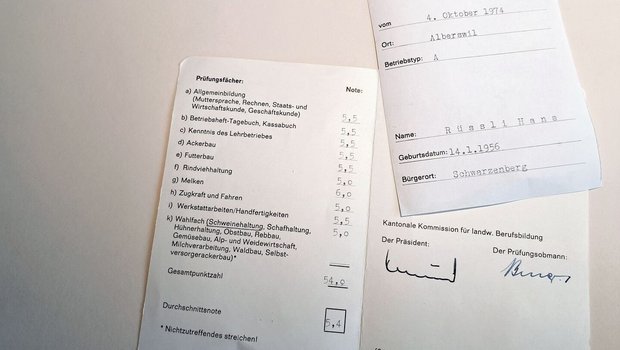 Prüfungsfächer: Note:
a) Allgemeinbildung
(Muttersprache, Rechnen, Staats- und
Wirtschaftskunde, Geschäftskunde) 5,5
b) Betriebsheft-Tagebuch, Kassabuch 5,5
c) Kenntnis des Lehrbetriebes 5,5
d) Ackerbau 5,5
e) Futterbau 5,5
f) Rindviehhaltung 5,5
g) Melken 5,0
h) Zugkraft und Fahren 6,0
i) Werkstattarbeiten/Handfertigkeiten 5,0
k) Wahlfach (Schweinehaltung, Schafhaltung, 5,5
Hühnerhaltung, Obstbau, Rebbau, 5,0
Gemüsebau, Alp- und Weidewirtschaft,
Milchverarbeitung, Waldbau, Selbst-
versorgerackerbau)*
Gesamtpunktzahl 54,0
Durchschnittsnote 5,4
* Nichtzutreffendes streichen!
vom 4. Oktober 1974
Ort: Alberswil
Betriebstyp: A
Name: Rüssli Hans
Geburtsdatum: 14.1.1956
Bürgerort: Schwarzenberg
Kantonale Kommission für landw. Berufsbildung
Der Präsident: Der Prüfungsobmann: